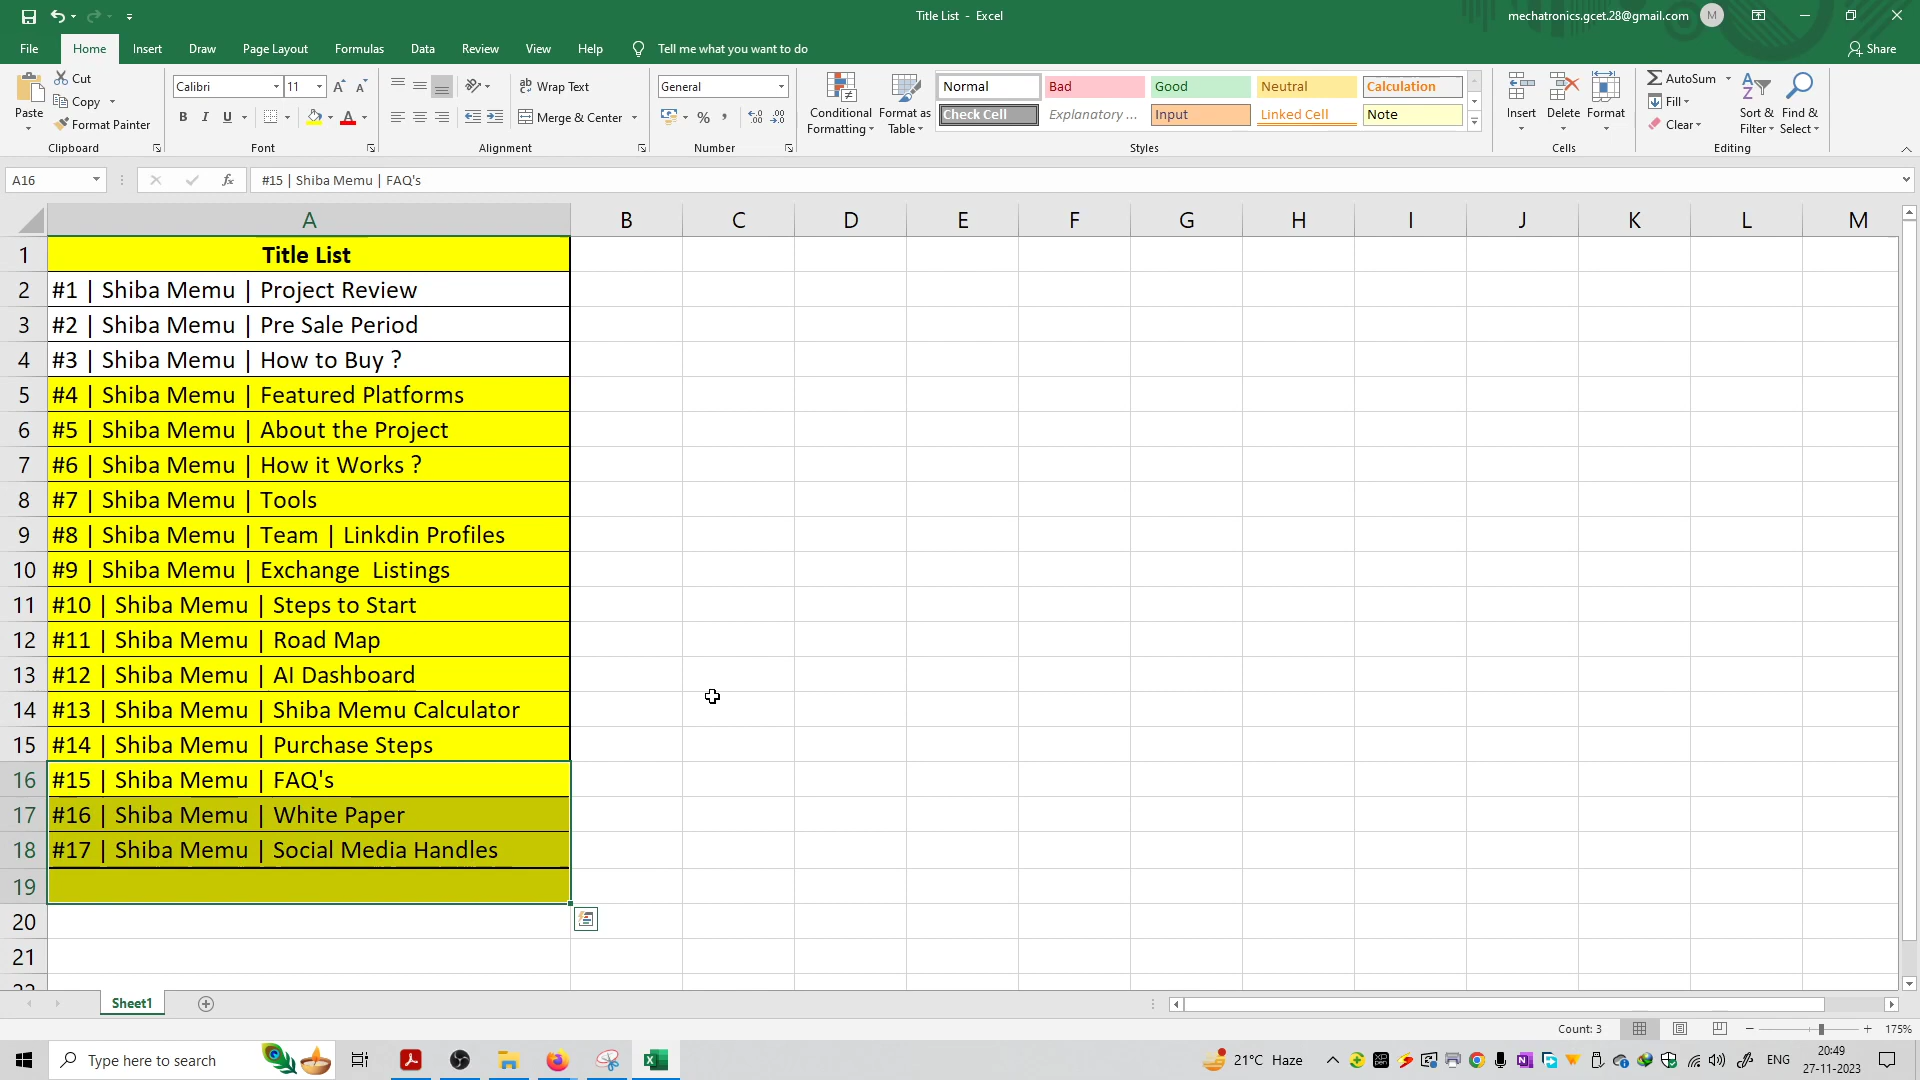 Title List - Excel
mechatronics.gcet.28@gmail.com
M
File
Home
Insert
Draw
Page Layout
Formulas
Data
Review
View
Help
Tell me what you want to do
Share
Paste
Cut
Copy
Format Painter
Clipboard
Calibri
11
A A
B I U
A
Font
Wrap Text
Merge & Center
Alignment
General
%
Number
Conditional
Formatting
Format as
Table
Normal
Bad
Good
Neutral
Calculation
Check Cell
Explanatory ...
Input
Linked Cell
Note
Styles
Insert
Delete
Format
Cells
AutoSum
Fill
Clear
Sort &
Filter
Find &
Select
Editing
A16
fx
#15 | Shiba Memu | FAQ's
A B C D E F G H I J K L M
1 Title List
2 #1 | Shiba Memu | Project Review
3 #2 | Shiba Memu | Pre Sale Period
4 #3 | Shiba Memu | How to Buy ?
5 #4 | Shiba Memu | Featured Platforms
6 #5 | Shiba Memu | About the Project
7 #6 | Shiba Memu | How it Works ?
8 #7 | Shiba Memu | Tools
9 #8 | Shiba Memu | Team | Linkdin Profiles
10 #9 | Shiba Memu | Exchange  Listings
11 #10 | Shiba Memu | Steps to Start
12 #11 | Shiba Memu | Road Map
13 #12 | Shiba Memu | AI Dashboard
14 #13 | Shiba Memu | Shiba Memu Calculator
15 #14 | Shiba Memu | Purchase Steps
16 #15 | Shiba Memu | FAQ's
17 #16 | Shiba Memu | White Paper
18 #17 | Shiba Memu | Social Media Handles
19
20
21
22
Sheet1
Count: 3
175%
Type here to search
21°C Haze
ENG
20:49
27-11-2023